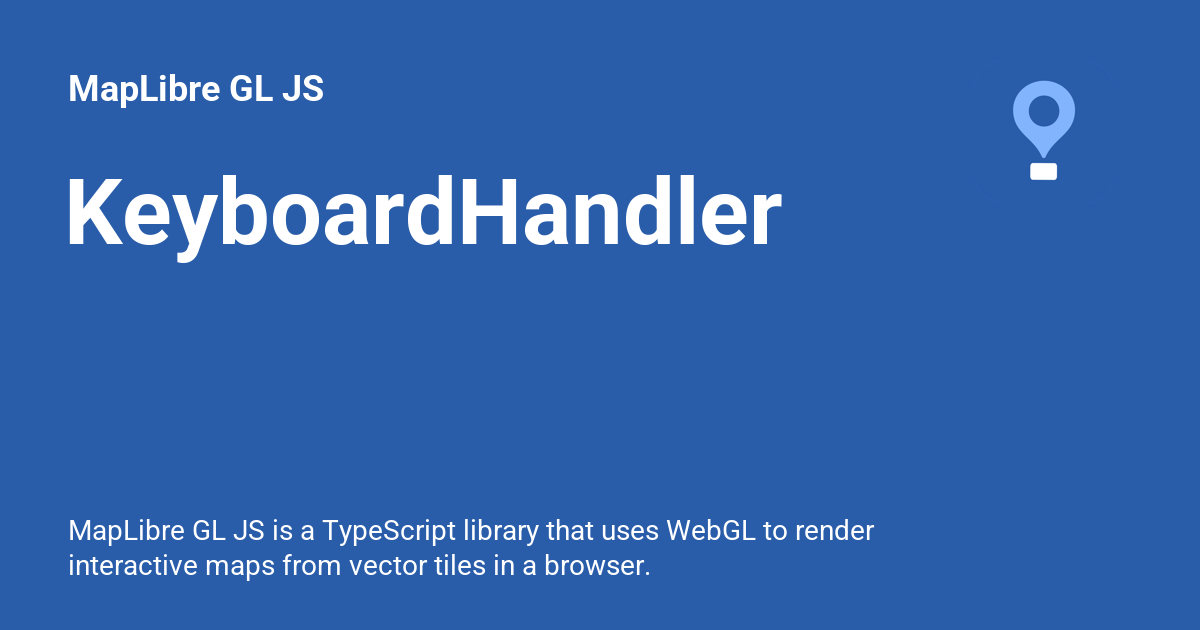 MapLibre GL JS
KeyboardHandler
MapLibre GL JS is a TypeScript library that uses WebGL to render
interactive maps from vector tiles in a browser.